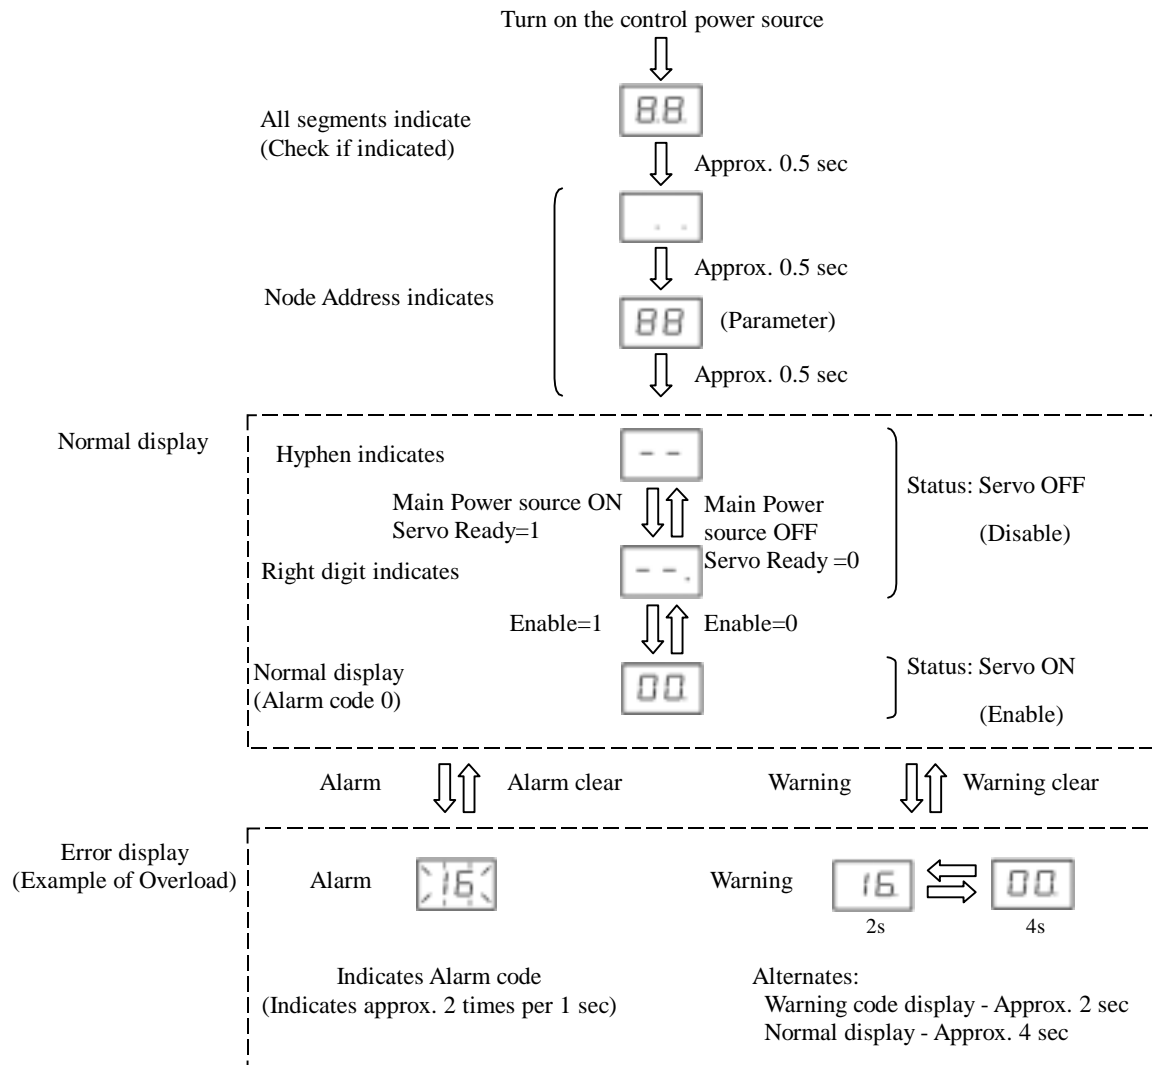 Turn on the control power source
8.8.
All segments indicate
(Check if indicated)
Approx. 0.5 sec
. .
Approx. 0.5 sec
Node Address indicates
88
(Parameter)
Approx. 0.5 sec
Normal display
Hyphen indicates
- -
Status: Servo OFF
(Disable)
Main Power source ON
Servo Ready=1
Main Power
source OFF
Servo Ready =0
Right digit indicates
- -.
Enable=1
Enable=0
Normal display
(Alarm code 0)
00.
Status: Servo ON
(Enable)
Alarm
Alarm clear
Warning
Warning clear
Error display
(Example of Overload)
Alarm
16
Warning
16.
00.
2s
4s
Indicates Alarm code
(Indicates approx. 2 times per 1 sec)
Alternates:
Warning code display - Approx. 2 sec
Normal display - Approx. 4 sec